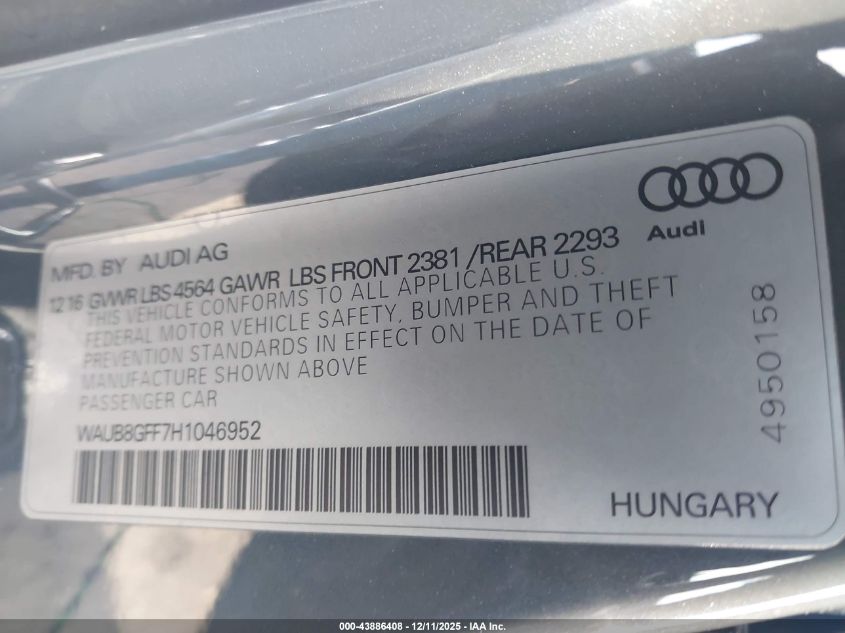 Audi
MFD. BY AUDI AG
12 16 GVWR LBS 4564 GAWR LBS FRONT 2381 /REAR 2293
THIS VEHICLE CONFORMS TO ALL APPLICABLE U.S.
FEDERAL MOTOR VEHICLE SAFETY, BUMPER AND THEFT
PREVENTION STANDARDS IN EFFECT ON THE DATE OF
MANUFACTURE SHOWN ABOVE
PASSENGER CAR
WAUB8GFF7H1046952
4950158
HUNGARY
000-43886408 - 12/11/2025 - IAA Inc.